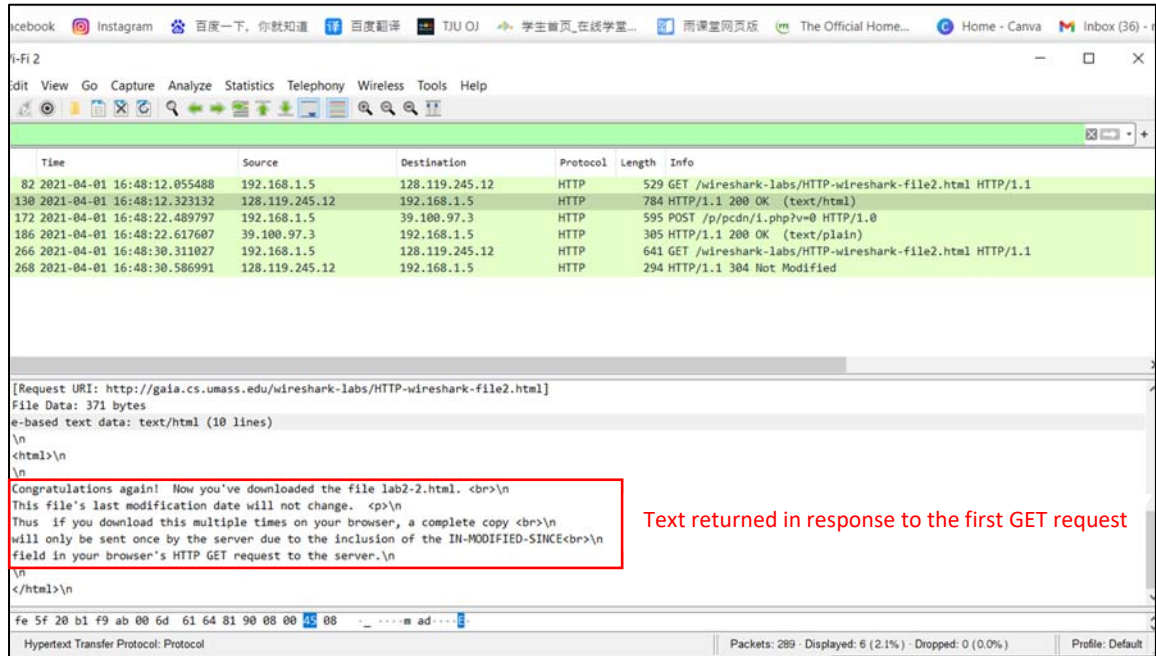 acebook Instagram 百度一下，你就知道 译 百度翻译 TJU OJ 学生首页_在线学堂... 雨课堂网页版 m The Official Home... C Home - Canva M Inbox (36) -
i-Fi 2
Edit View Go Capture Analyze Statistics Telephony Wireless Tools Help
Time Source Destination Protocol Length Info
82 2021-04-01 16:48:12.055488 192.168.1.5 128.119.245.12 HTTP 529 GET /wireshark-labs/HTTP-wireshark-file2.html HTTP/1.1
130 2021-04-01 16:48:12.323132 128.119.245.12 192.168.1.5 HTTP 784 HTTP/1.1 200 OK (text/html)
172 2021-04-01 16:48:22.489797 192.168.1.5 39.100.97.3 HTTP 595 POST /p/pcdn/i.php?v=0 HTTP/1.0
186 2021-04-01 16:48:22.617607 39.100.97.3 192.168.1.5 HTTP 305 HTTP/1.1 200 OK (text/plain)
266 2021-04-01 16:48:30.311027 192.168.1.5 128.119.245.12 HTTP 641 GET /wireshark-labs/HTTP-wireshark-file2.html HTTP/1.1
268 2021-04-01 16:48:30.586991 128.119.245.12 192.168.1.5 HTTP 294 HTTP/1.1 304 Not Modified
[Request URI: http://gaia.cs.umass.edu/wireshark-labs/HTTP-wireshark-file2.html]
File Data: 371 bytes
e-based text data: text/html (10 lines)
\n
<html>\n
\n
Congratulations again!  Now you've downloaded the file lab2-2.html. <br>\n
This file's last modification date will not change.  <p>\n
Thus  if you download this multiple times on your browser, a complete copy <br>\n
will only be sent once by the server due to the inclusion of the IN-MODIFIED-SINCE<br>\n
field in your browser's HTTP GET request to the server.\n
Text returned in response to the first GET request
\n
</html>\n
fe 5f 20 b1 f9 ab 00 6d 61 64 81 90 08 00 45 08 ·_ ····m ad····E·
Hypertext Transfer Protocol: Protocol Packets: 289 · Displayed: 6 (2.1%) · Dropped: 0 (0.0%) Profile: Default